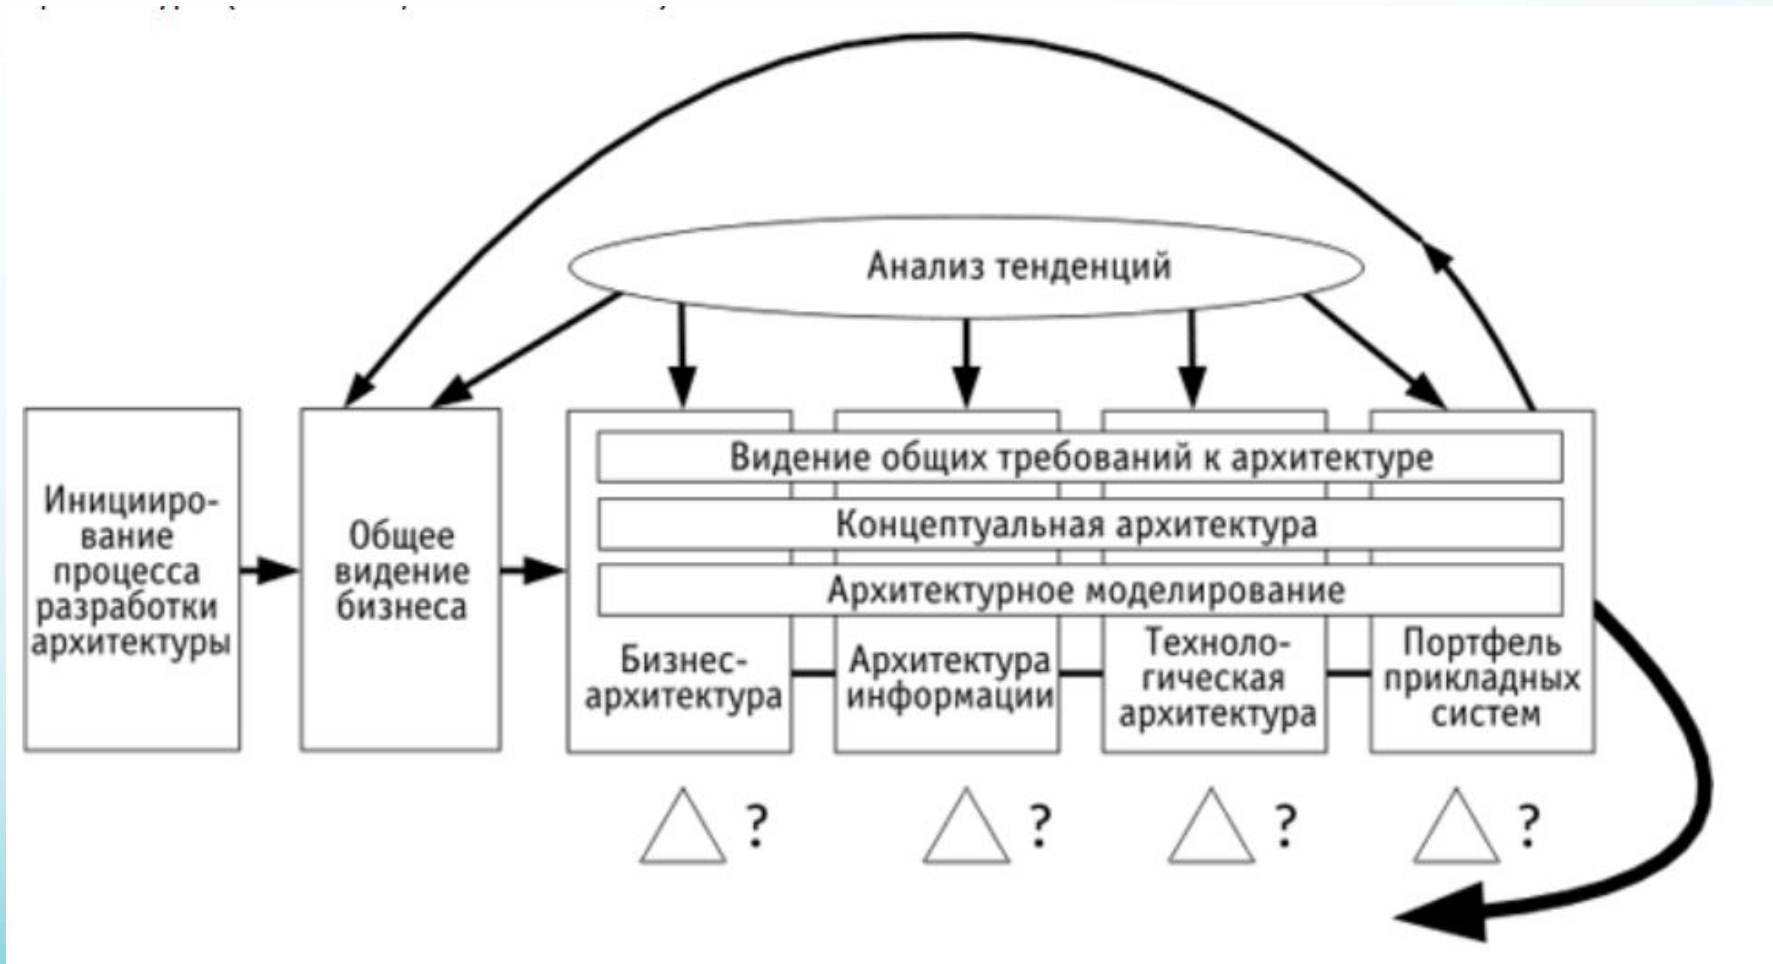 Анализ тенденций
Иницииро-
вание
процесса
разработки
архитектуры
Общее
видение
бизнеса
Видение общих требований к архитектуре
Концептуальная архитектура
Архитектурное моделирование
Бизнес-
архитектура
Архитектура
информации
Техноло-
гическая
архитектура
Портфель
прикладных
систем
?
?
?
?